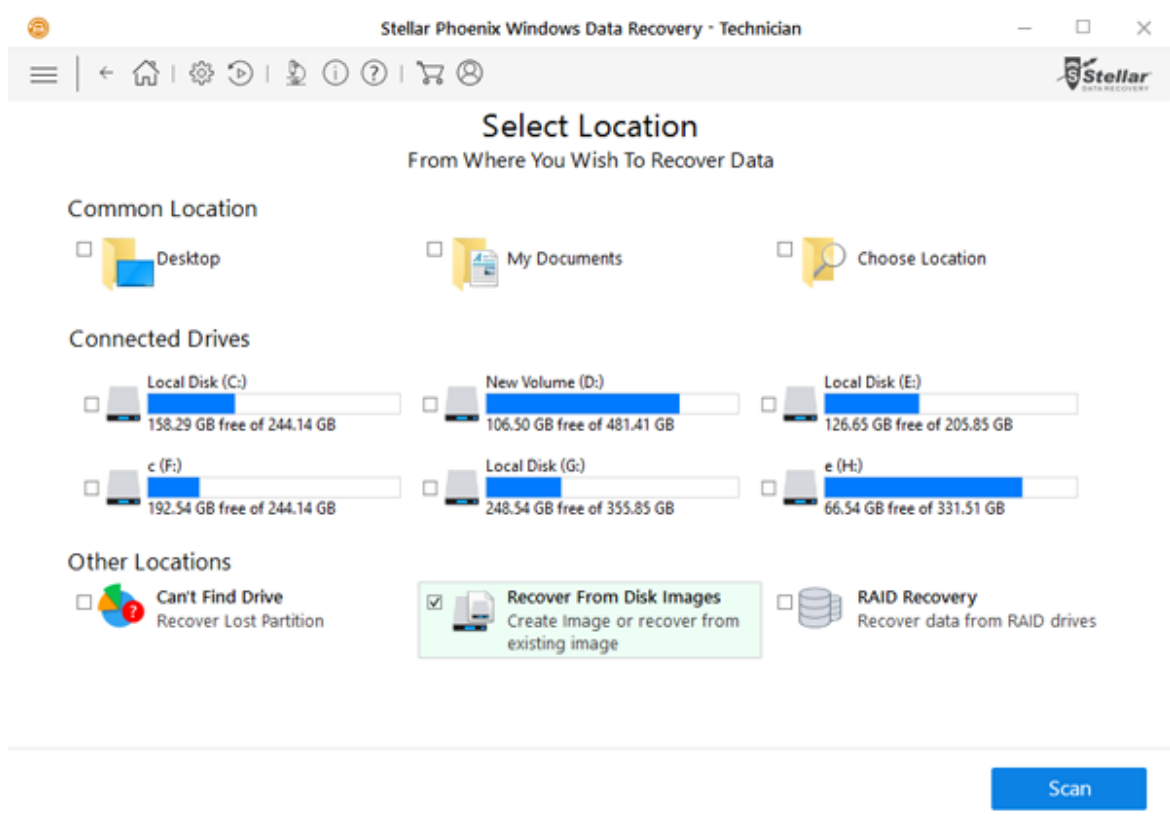 Stellar Phoenix Windows Data Recovery - Technician
Stellar
DATA RECOVERY
Select Location
From Where You Wish To Recover Data
Common Location
Desktop
My Documents
Choose Location
Connected Drives
Local Disk (C:)
158.29 GB free of 244.14 GB
New Volume (D:)
106.50 GB free of 481.41 GB
Local Disk (E:)
126.65 GB free of 205.85 GB
c (F:)
192.54 GB free of 244.14 GB
Local Disk (G:)
248.54 GB free of 355.85 GB
e (H:)
66.54 GB free of 331.51 GB
Other Locations
Can't Find Drive
Recover Lost Partition
Recover From Disk Images
Create Image or recover from
existing image
RAID Recovery
Recover data from RAID drives
Scan